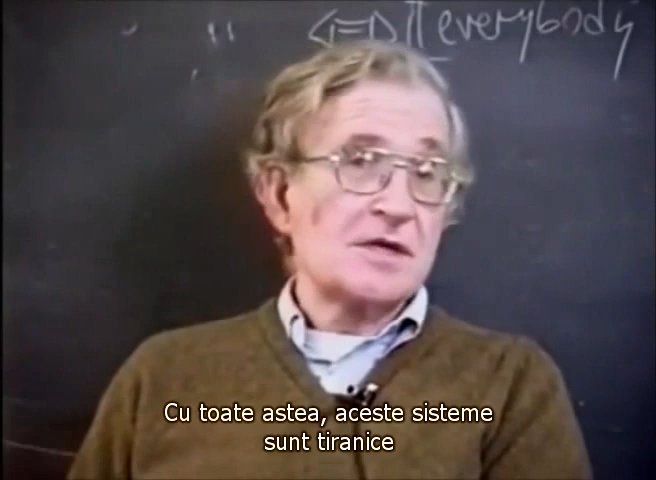 everybody
Cu toate astea, aceste sisteme
sunt tiranice